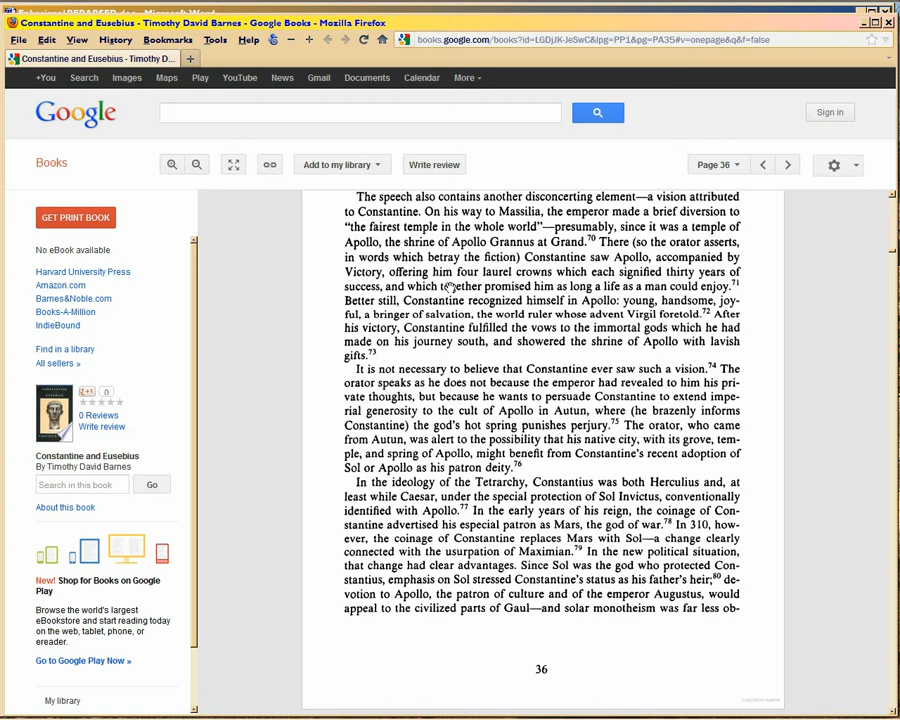 Constantine and Eusebius - Timothy David Barnes - Google Books - Mozilla Firefox
File Edit View History Bookmarks Tools Help
books.google.com/books?id=LGDjJK-JeSwC&lpg=PP1&pg=PA35#v=onepage&q&f=false
Constantine and Eusebius - Timothy D...
+You Search Images Maps Play YouTube News Gmail Documents Calendar More
Google
Sign in
Books
Add to my library
Write review
Page 36
GET PRINT BOOK
No eBook available
Harvard University Press
Amazon.com
Barnes&Noble.com
Books-A-Million
IndieBound
Find in a library
All sellers »
+1 0
0 Reviews
Write review
Constantine and Eusebius
By Timothy David Barnes
Search in this book
Go
About this book
New! Shop for Books on Google
Play
Browse the world's largest
eBookstore and start reading today
on the web, tablet, phone, or
ereader.
Go to Google Play Now »
My library
The speech also contains another disconcerting element—a vision attributed
to Constantine. On his way to Massilia, the emperor made a brief diversion to
“the fairest temple in the whole world”—presumably, since it was a temple of
Apollo, the shrine of Apollo Grannus at Grand.70 There (so the orator asserts,
in words which betray the fiction) Constantine saw Apollo, accompanied by
Victory, offering him four laurel crowns which each signified thirty years of
success, and which together promised him as long a life as a man could enjoy.71
Better still, Constantine recognized himself in Apollo: young, handsome, joy-
ful, a bringer of salvation, the world ruler whose advent Virgil foretold.72 After
his victory, Constantine fulfilled the vows to the immortal gods which he had
made on his journey south, and showered the shrine of Apollo with lavish
gifts.73
It is not necessary to believe that Constantine ever saw such a vision.74 The
orator speaks as he does not because the emperor had revealed to him his pri-
vate thoughts, but because he wants to persuade Constantine to extend impe-
rial generosity to the cult of Apollo in Autun, where (he brazenly informs
Constantine) the god's hot spring punishes perjury.75 The orator, who came
from Autun, was alert to the possibility that his native city, with its grove, tem-
ple, and spring of Apollo, might benefit from Constantine's recent adoption of
Sol or Apollo as his patron deity.76
In the ideology of the Tetrarchy, Constantius was both Herculius and, at
least while Caesar, under the special protection of Sol Invictus, conventionally
identified with Apollo.77 In the early years of his reign, the coinage of Con-
stantine advertised his especial patron as Mars, the god of war.78 In 310, how-
ever, the coinage of Constantine replaces Mars with Sol—a change clearly
connected with the usurpation of Maximian.79 In the new political situation,
that change had clear advantages. Since Sol was the god who protected Con-
stantius, emphasis on Sol stressed Constantine's status as his father's heir;80 de-
votion to Apollo, the patron of culture and of the emperor Augustus, would
appeal to the civilized parts of Gaul—and solar monotheism was far less ob-
36